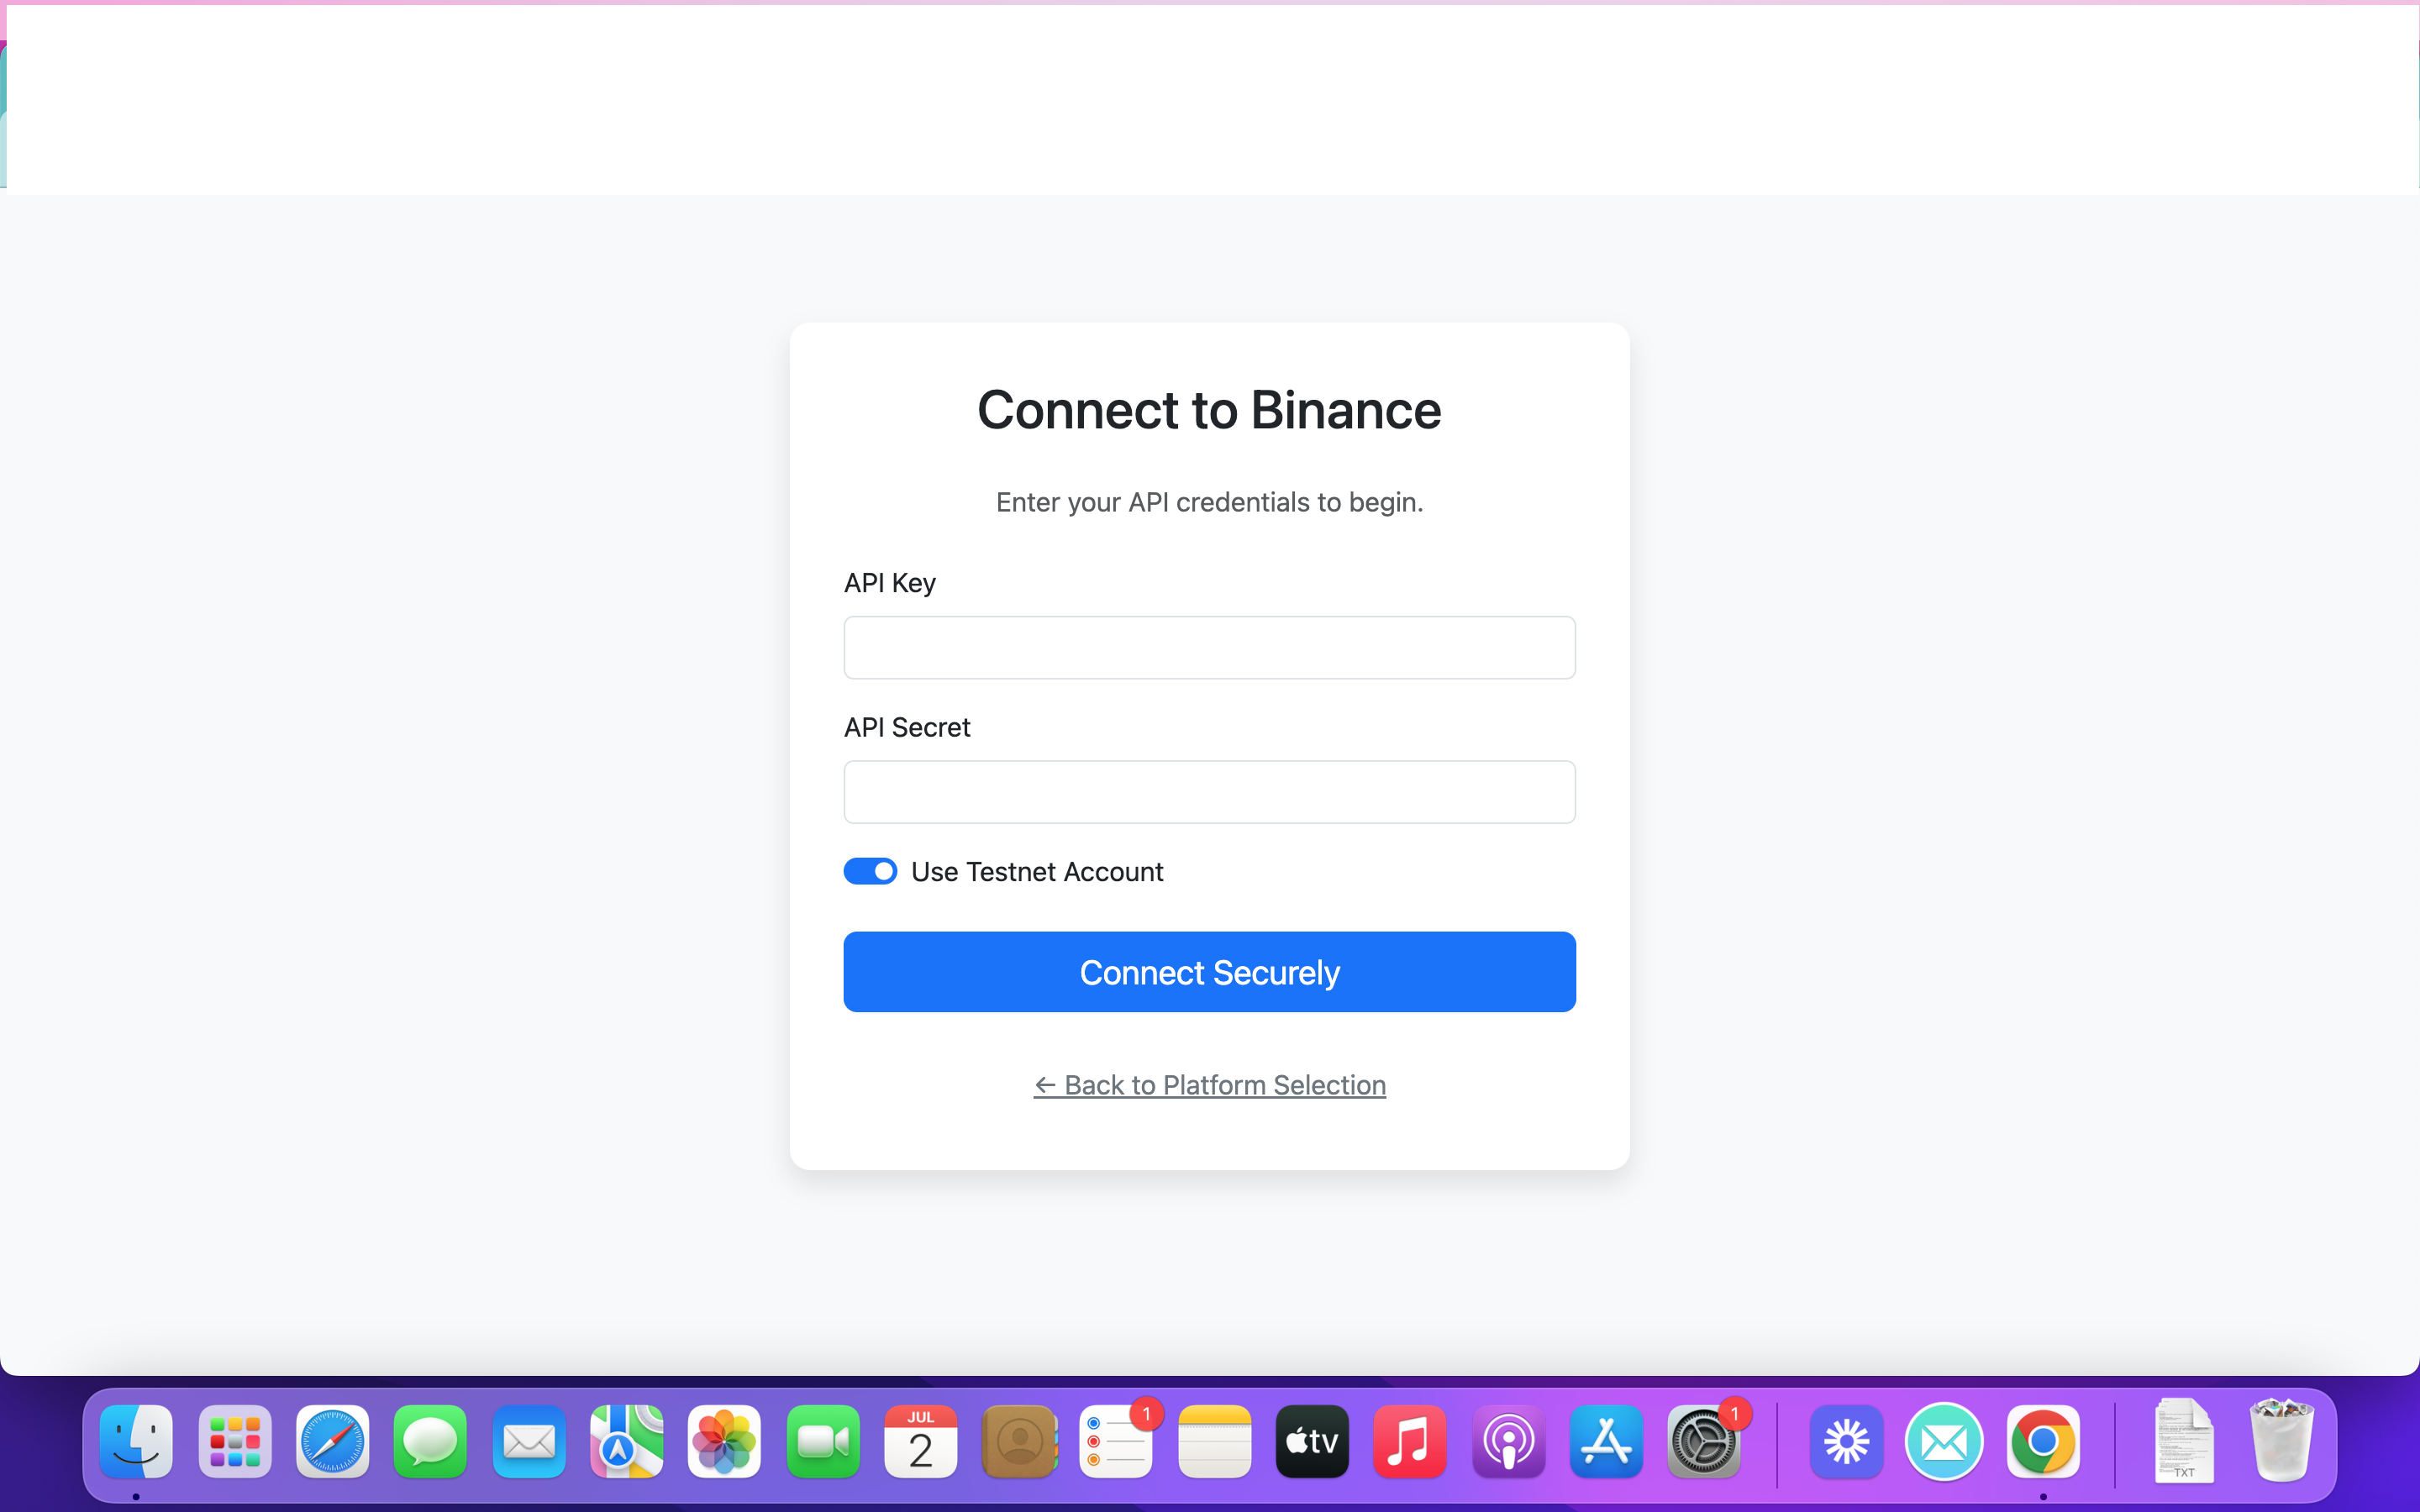 Connect to Binance
Enter your API credentials to begin.
API Key
API Secret
Use Testnet Account
Connect Securely
← Back to Platform Selection
JUL
2
1
tv
1
TXT